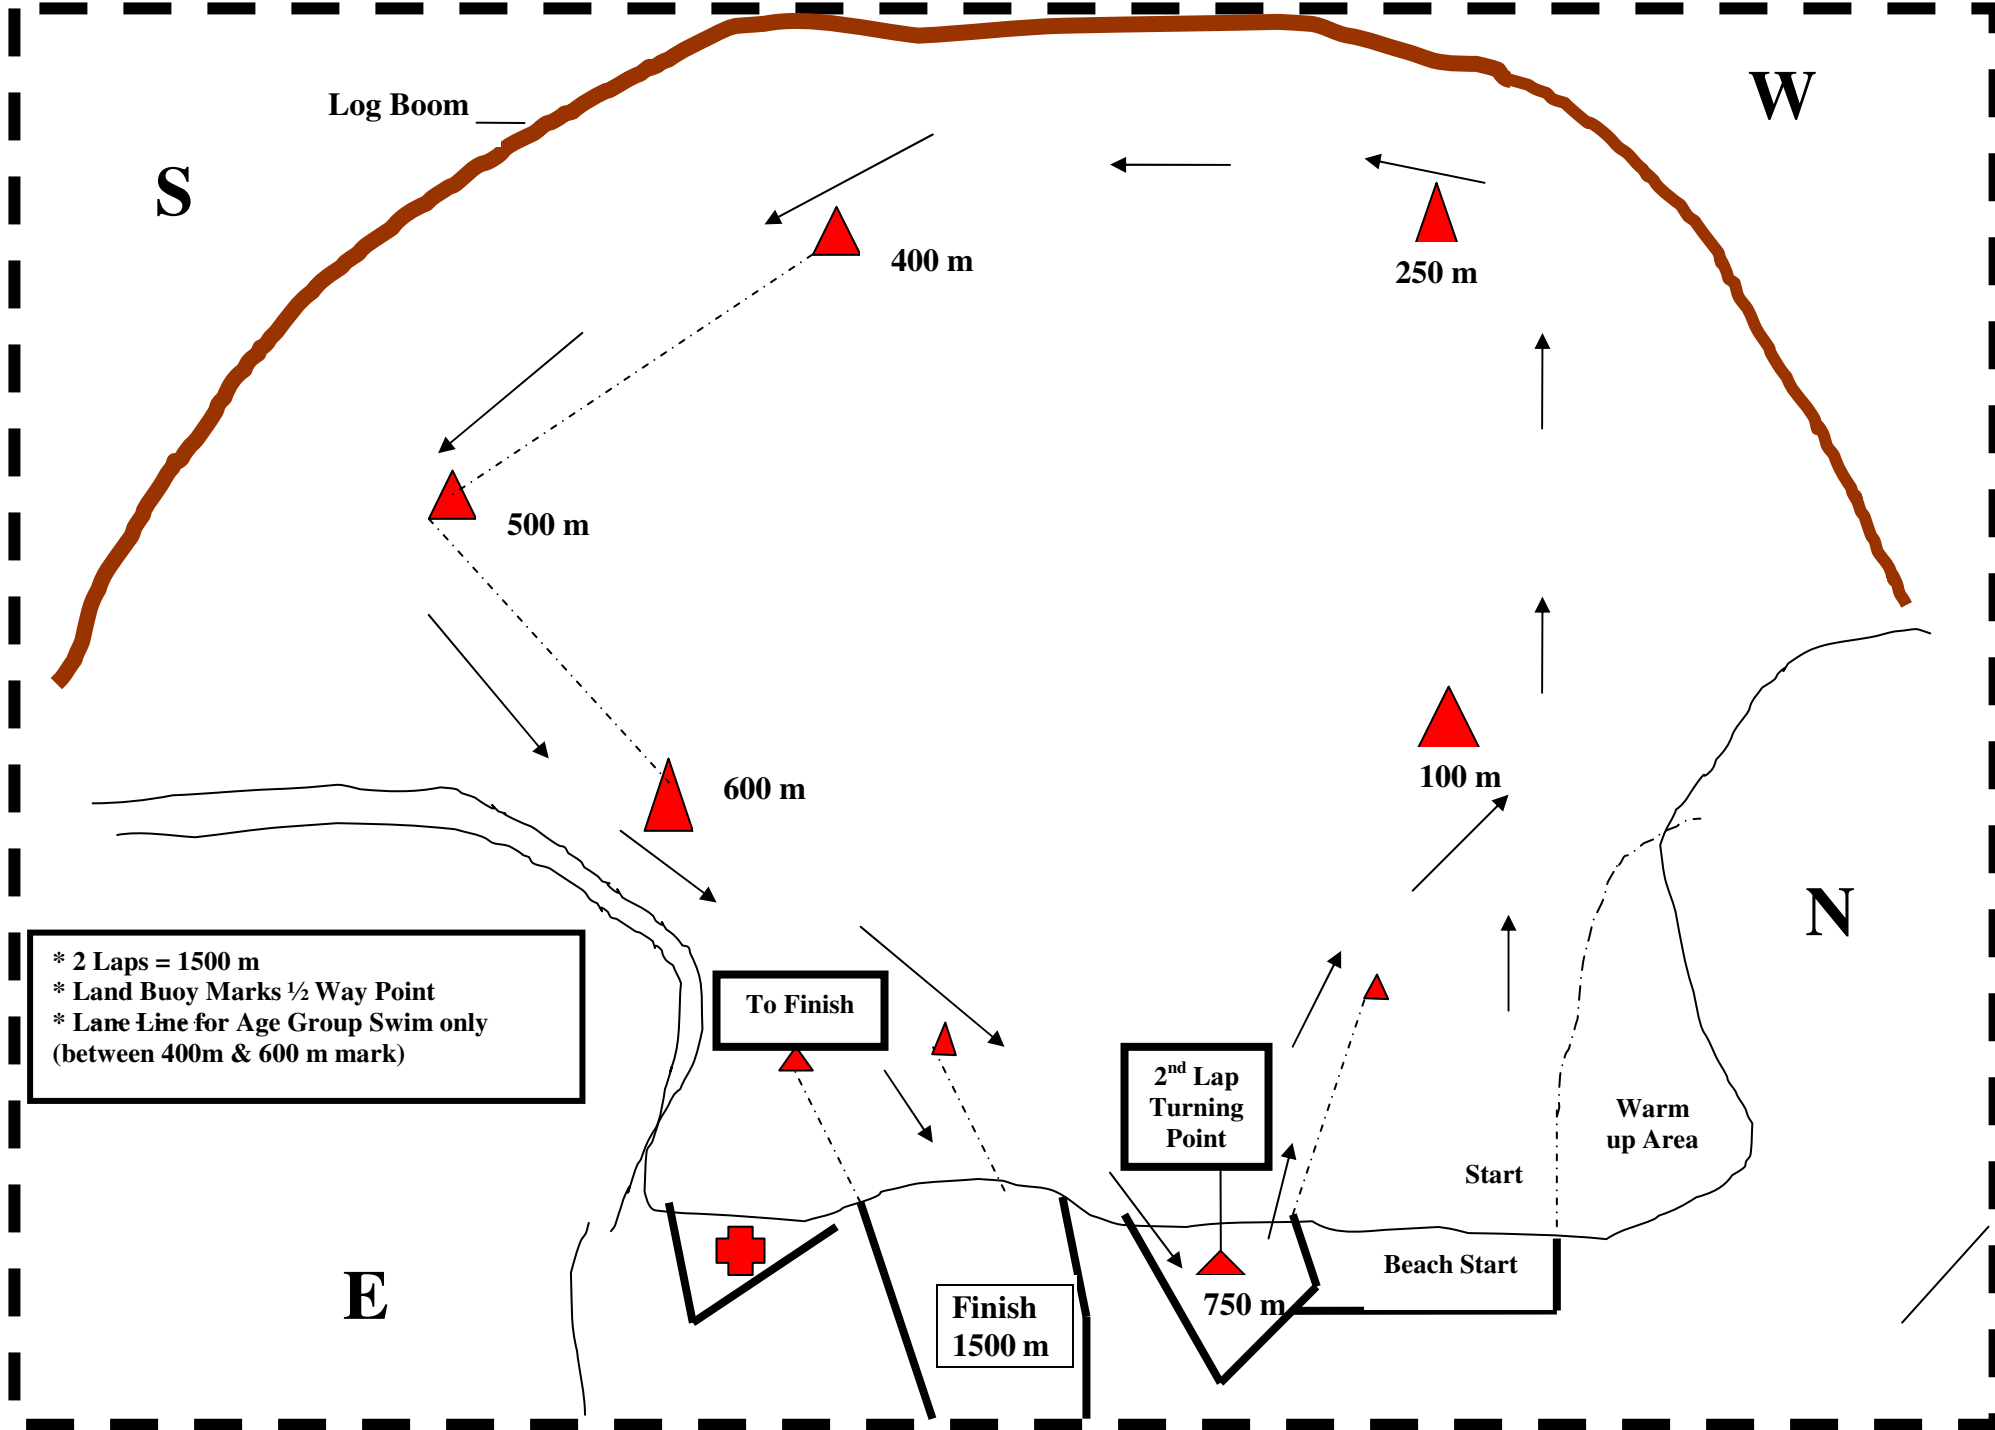 W
Log Boom
S
400 m
250 m
500 m
100 m
600 m
N
* 2 Laps = 1500 m
* Land Buoy Marks ½ Way Point
* Lane Line for Age Group Swim only
(between 400m & 600 m mark)
To Finish
2nd Lap
Turning
Point
Warm
up Area
Start
Beach Start
E
750 m
Finish
1500 m